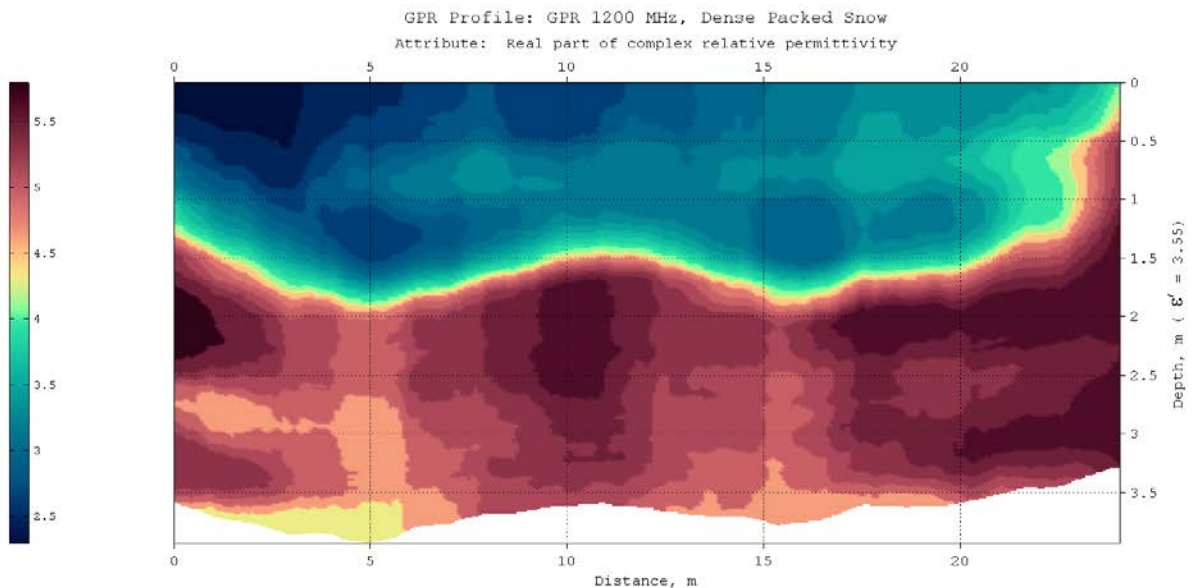 GPR Profile: GPR 1200 MHz, Dense Packed Snow
Attribute: Real part of complex relative permittivity
0 5 10 15 20
5.5
5
4.5
4
3.5
3
2.5
0
0.5
1
1.5
2
2.5
3
3.5
Depth, m ( ε' = 3.55)
0 5 10 15 20
Distance, m